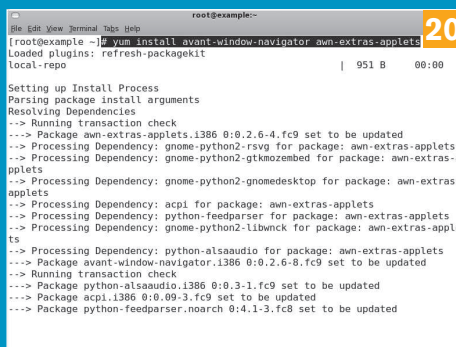 root@example:~
File Edit View Terminal Tabs Help
20
[root@example ~]# yum install avant-window-navigator awn-extras-applets
Loaded plugins: refresh-packagekit
local-repo | 951 B 00:00
Setting up Install Process
Parsing package install arguments
Resolving Dependencies
--> Running transaction check
---> Package awn-extras-applets.i386 0:0.2.6-4.fc9 set to be updated
--> Processing Dependency: gnome-python2-rsvg for package: awn-extras-applets
--> Processing Dependency: gnome-python2-gtkmozembed for package: awn-extras-a
pplets
--> Processing Dependency: gnome-python2-gnomedesktop for package: awn-extras-
applets
--> Processing Dependency: acpi for package: awn-extras-applets
--> Processing Dependency: python-feedparser for package: awn-extras-applets
--> Processing Dependency: gnome-python2-libwnck for package: awn-extras-apple
ts
--> Processing Dependency: python-alsaaudio for package: awn-extras-applets
---> Package avant-window-navigator.i386 0:0.2.6-8.fc9 set to be updated
--> Running transaction check
---> Package python-alsaaudio.i386 0:0.3-1.fc9 set to be updated
---> Package acpi.i386 0:0.09-3.fc9 set to be updated
---> Package python-feedparser.noarch 0:4.1-3.fc8 set to be updated